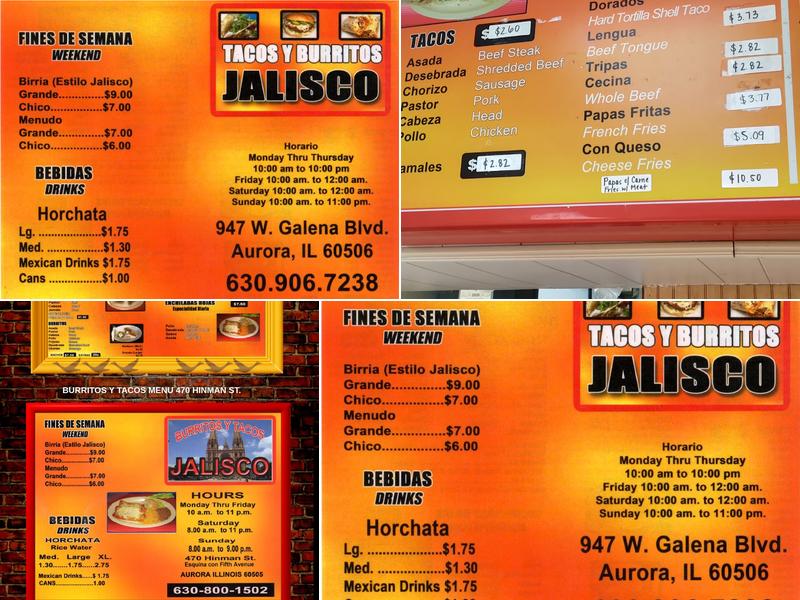 FINES DE SEMANA
WEEKEND
Birria (Estilo Jalisco)
Grande..............$9.00
Chico...............$7.00
Menudo
Grande..............$7.00
Chico...............$6.00
BEBIDAS
DRINKS
Horchata
Lg. .....................$1.75
Med. ..................$1.30
Mexican Drinks $1.75
Cans .................$1.00
TACOS Y BURRITOS
JALISCO
Horario
Monday Thru Thursday
10:00 am to 10:00 pm
Friday 10:00 am. to 12:00 am.
Saturday 10:00 am. to 12:00 am.
Sunday 10:00 am. to 11:00 pm.
947 W. Galena Blvd.
Aurora, IL 60506
630.906.7238
TACOS $ $2.60
Asada Beef Steak
Desebrada Shredded Beef
Chorizo Sausage
Pastor Pork
Cabeza Head
Pollo Chicken
amales $ $2.82
Dorados
Hard Tortilla Shell Taco $3.73
Lengua
Beef Tongue $2.82
Tripas $2.82
Cecina
Whole Beef $3.77
Papas Fritas
French Fries $5.09
Con Queso
Cheese Fries $10.50
Papas c/ Carne
Fries w/ Meat
ENCHILADAS ROJAS
Especialidad Diaria
BURRITOS
BURRITOS Y TACOS MENU 470 HINMAN ST.
FINES DE SEMANA
WEEKEND
Birria (Estilo Jalisco)
Grande..............$9.00
Chico...............$7.00
Menudo
Grande..............$7.00
Chico...............$6.00
BEBIDAS
DRINKS
HORCHATA
Rice Water
Med. Large XL.
1.30.......1.75.......2.75
Mexican Drinks......$ 1.75
CANS......................1.00
BURRITOS Y TACOS
JALISCO
HOURS
Monday Thru Friday
10 a.m. to 11 p.m.
Saturday
8.00 a.m. to 11 p.m.
Sunday
8.00 a.m. to 9.00 p.m.
470 Hinman St.
Esquina con Fifth Avenue
AURORA ILLINOIS 60505
630-800-1502
FINES DE SEMANA
WEEKEND
Birria (Estilo Jalisco)
Grande..............$9.00
Chico...............$7.00
Menudo
Grande..............$7.00
Chico...............$6.00
BEBIDAS
DRINKS
Horchata
Lg. .....................$1.75
Med. ..................$1.30
Mexican Drinks $1.75
TACOS Y BURRITOS
JALISCO
Horario
Monday Thru Thursday
10:00 am to 10:00 pm
Friday 10:00 am. to 12:00 am.
Saturday 10:00 am. to 12:00 am.
Sunday 10:00 am. to 11:00 pm.
947 W. Galena Blvd.
Aurora, IL 60506